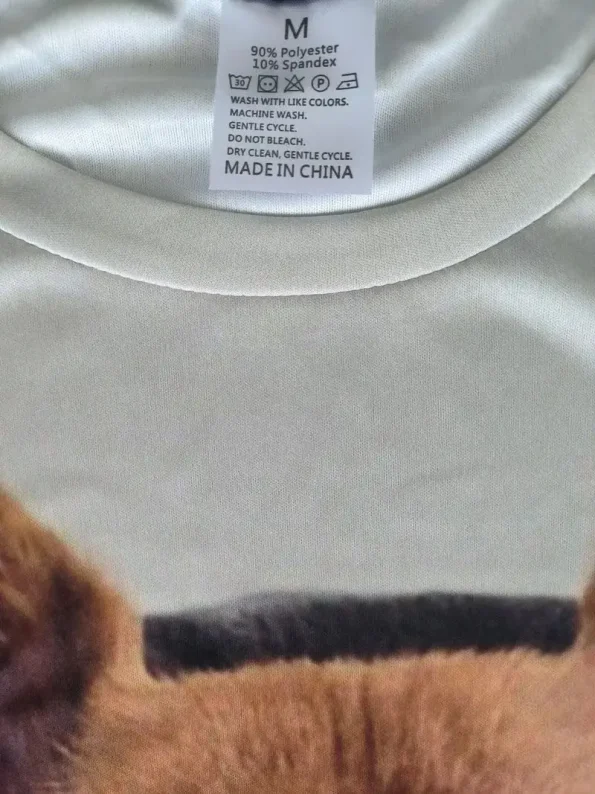 M
90% Polyester
10% Spandex
30 P
WASH WITH LIKE COLORS.
MACHINE WASH.
GENTLE CYCLE.
DO NOT BLEACH.
DRY CLEAN, GENTLE CYCLE.
MADE IN CHINA